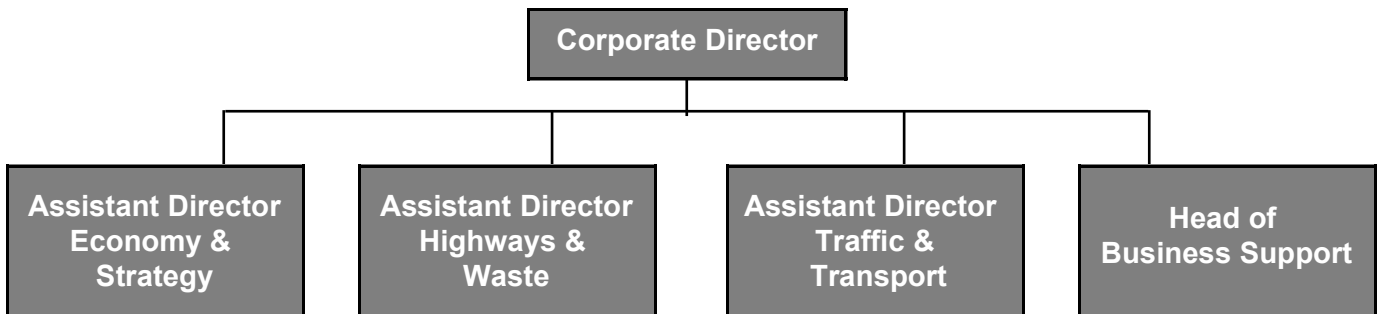 Corporate Director
Assistant Director
Economy &
Strategy
Assistant Director
Highways &
Waste
Assistant Director
Traffic &
Transport
Head of
Business Support